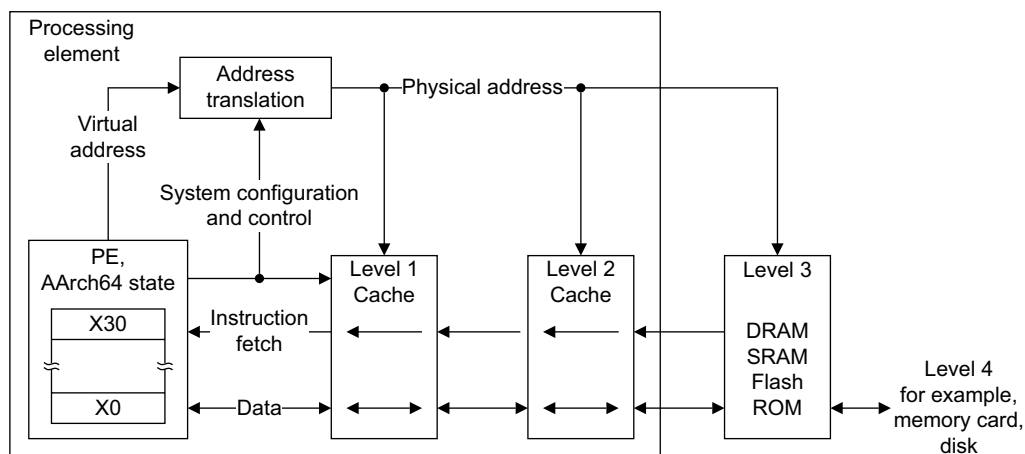 Processing
element
Address
translation
Physical address
Virtual
address
System configuration
and control
PE,
AArch64 state
X30
X0
Instruction
fetch
Data
Level 1
Cache
Level 2
Cache
Level 3
DRAM
SRAM
Flash
ROM
Level 4
for example,
memory card,
disk